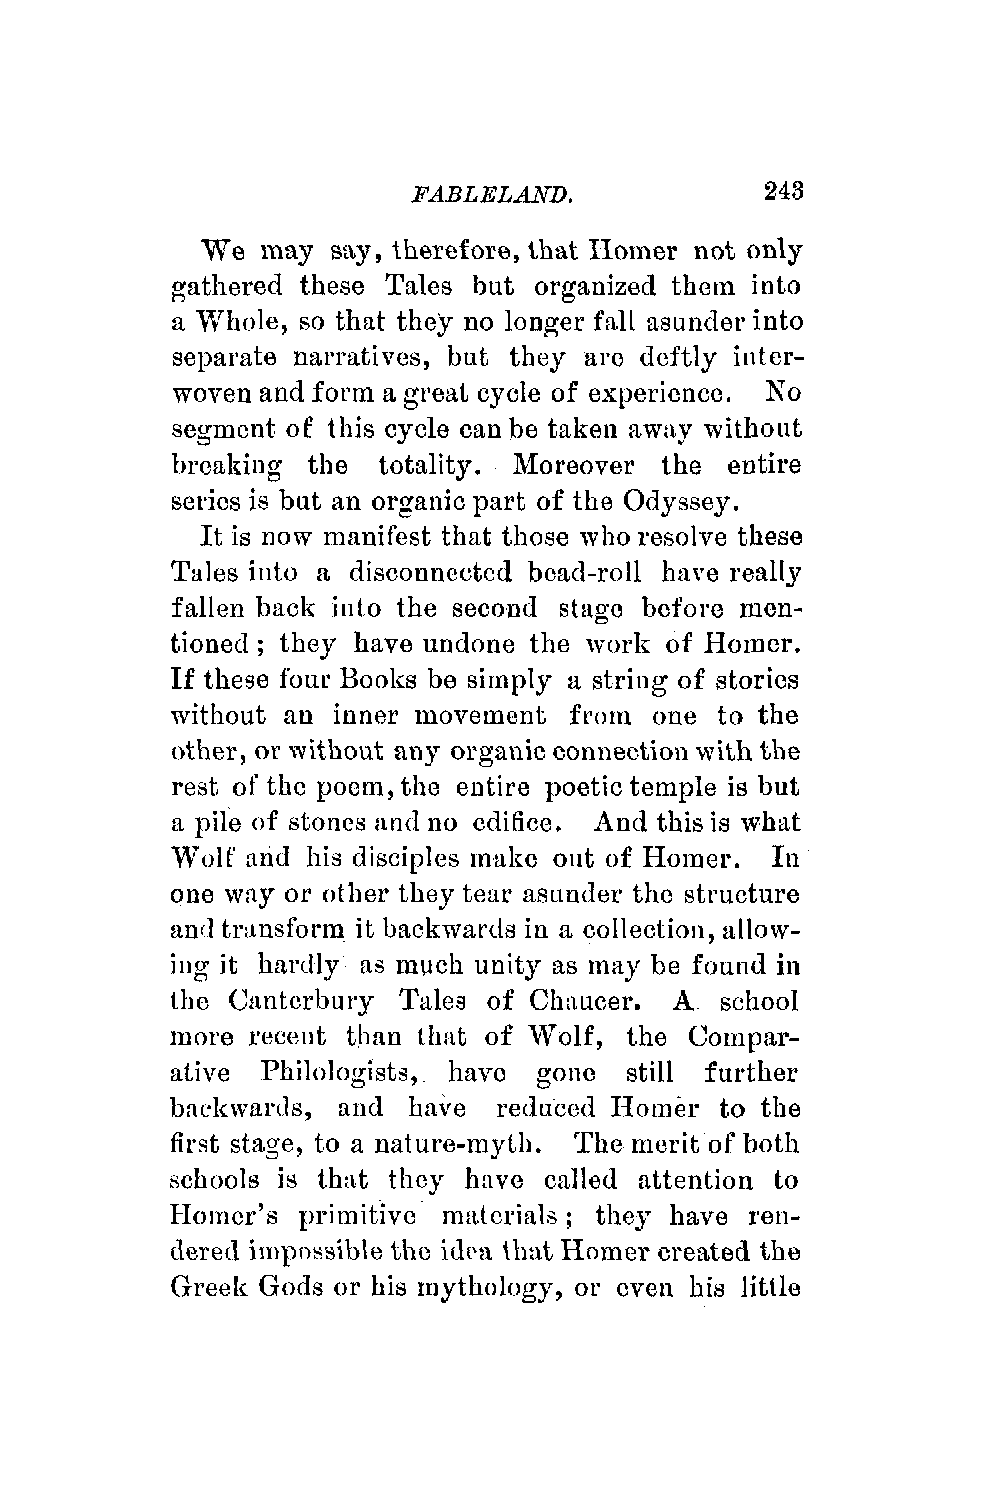 FABLELAND. 243
We may say, therefore, that Homer not only
gathered these Tales but organized them into
a Whole, so that they no longer fall asunder into
separate narratives, but they are deftly inter-
woven and form a great cycle of experience. No
segment of this cycle can be taken away without
breaking the totality. Moreover the entire
series is but an organic part of the Odyssey.
It is now manifest that those who resolve these
Tales into a disconnected bead-roll have really
fallen back into the second stage before men-
tioned; they have undone the work of Homer.
If these four Books be simply a string of stories
without an inner movement from one to the
other, or without any organic connection with the
rest of the poem, the entire poetic temple is but
a pile of stones and no edifice. And this is what
Wolf and his disciples make out of Homer. In
one way or other they tear asunder the structure
and transform it backwards in a collection, allow-
ing it hardly as much unity as may be found in
the Canterbury Tales of Chaucer. A school
more recent than that of Wolf, the Compar-
ative Philologists, have gone still further
backwards, and have reduced Homer to the
first stage, to a nature-myth. The merit of both
schools is that they have called attention to
Homer's primitive materials; they have ren-
dered impossible the idea that Homer created the
Greek Gods or his mythology, or even his little